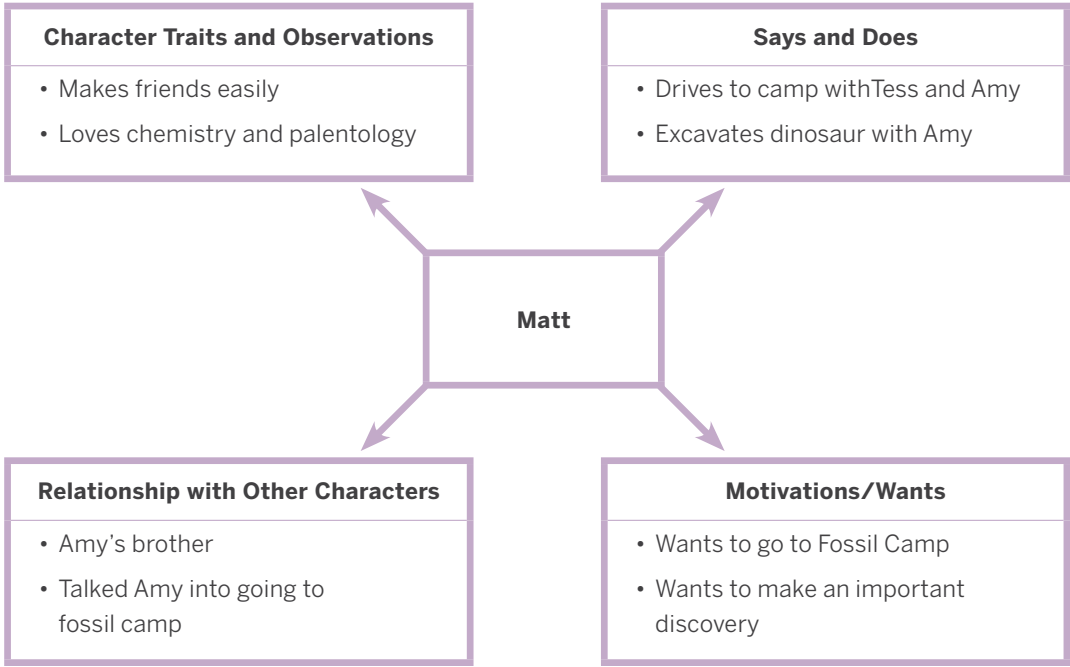 Character Traits and Observations
• Makes friends easily
• Loves chemistry and palentology
Says and Does
• Drives to camp withTess and Amy
• Excavates dinosaur with Amy
Matt
Relationship with Other Characters
• Amy’s brother
• Talked Amy into going to
fossil camp
Motivations/Wants
• Wants to go to Fossil Camp
• Wants to make an important
discovery